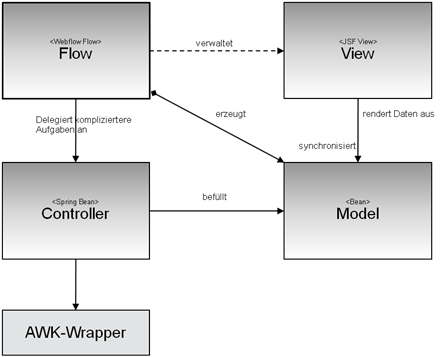 <Webflow Flow>
Flow
verwaltet
<JSF View>
View
Delegiert kompliziertere
Aufgaben an
erzeugt
rendert Daten aus
synchronisiert
<Spring Bean>
Controller
befüllt
<Bean>
Model
AWK-Wrapper